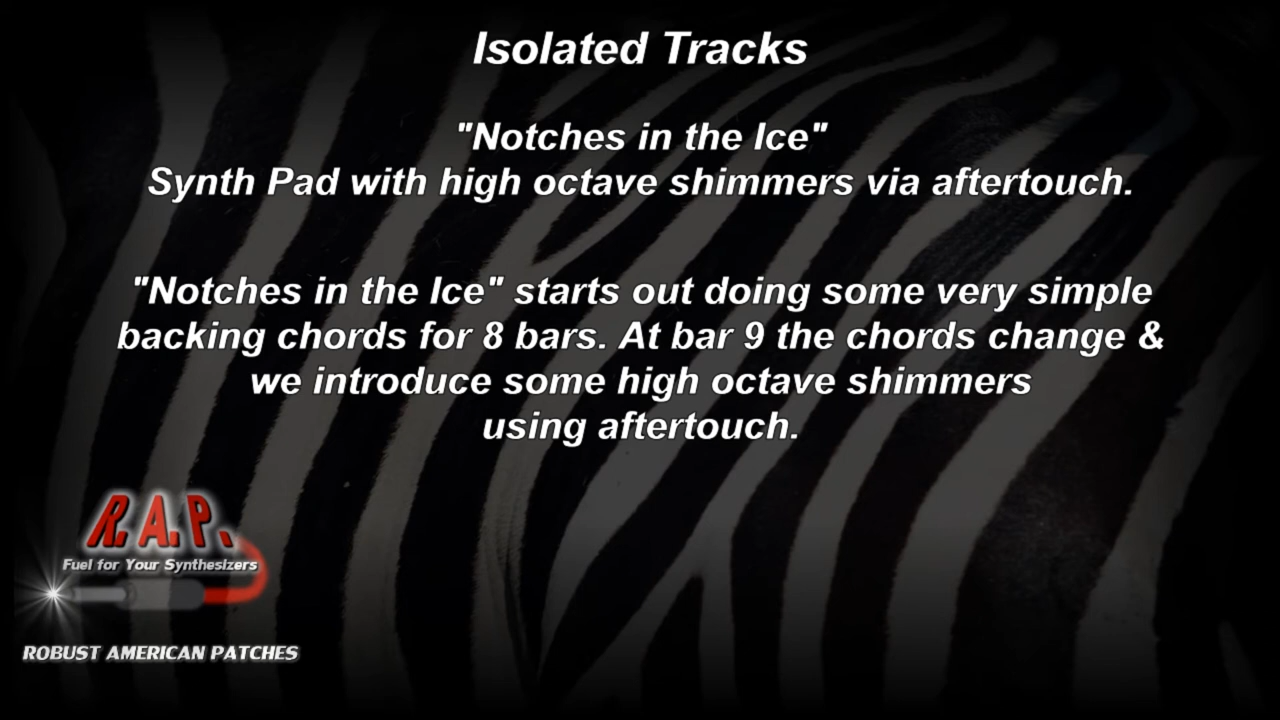 Isolated Tracks
"Notches in the Ice"
Synth Pad with high octave shimmers via aftertouch.
"Notches in the Ice" starts out doing some very simple
backing chords for 8 bars. At bar 9 the chords change &
we introduce some high octave shimmers
using aftertouch.
R.A.P.
Fuel for Your Synthesizers
ROBUST AMERICAN PATCHES